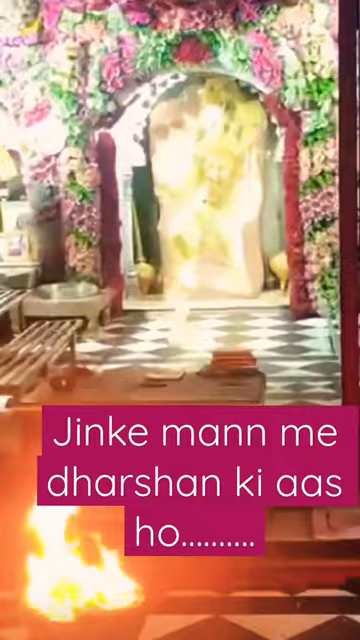 Jinke mann me
dharshan ki aas
ho..........